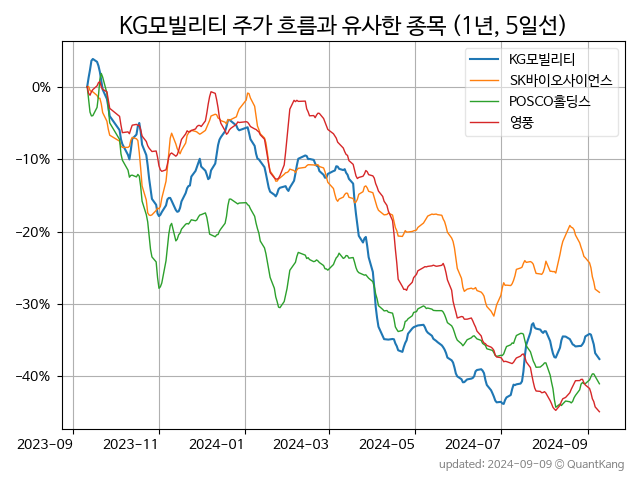 KG모빌리티 주가 흐름과 유사한 종목 (1년, 5일선)
KG모빌리티
SK바이오사이언스
POSCO홀딩스
영풍
0%
−10%
−20%
−30%
−40%
2023-09 2023-11 2024-01 2024-03 2024-05 2024-07 2024-09
updated: 2024-09-09 © QuantKang